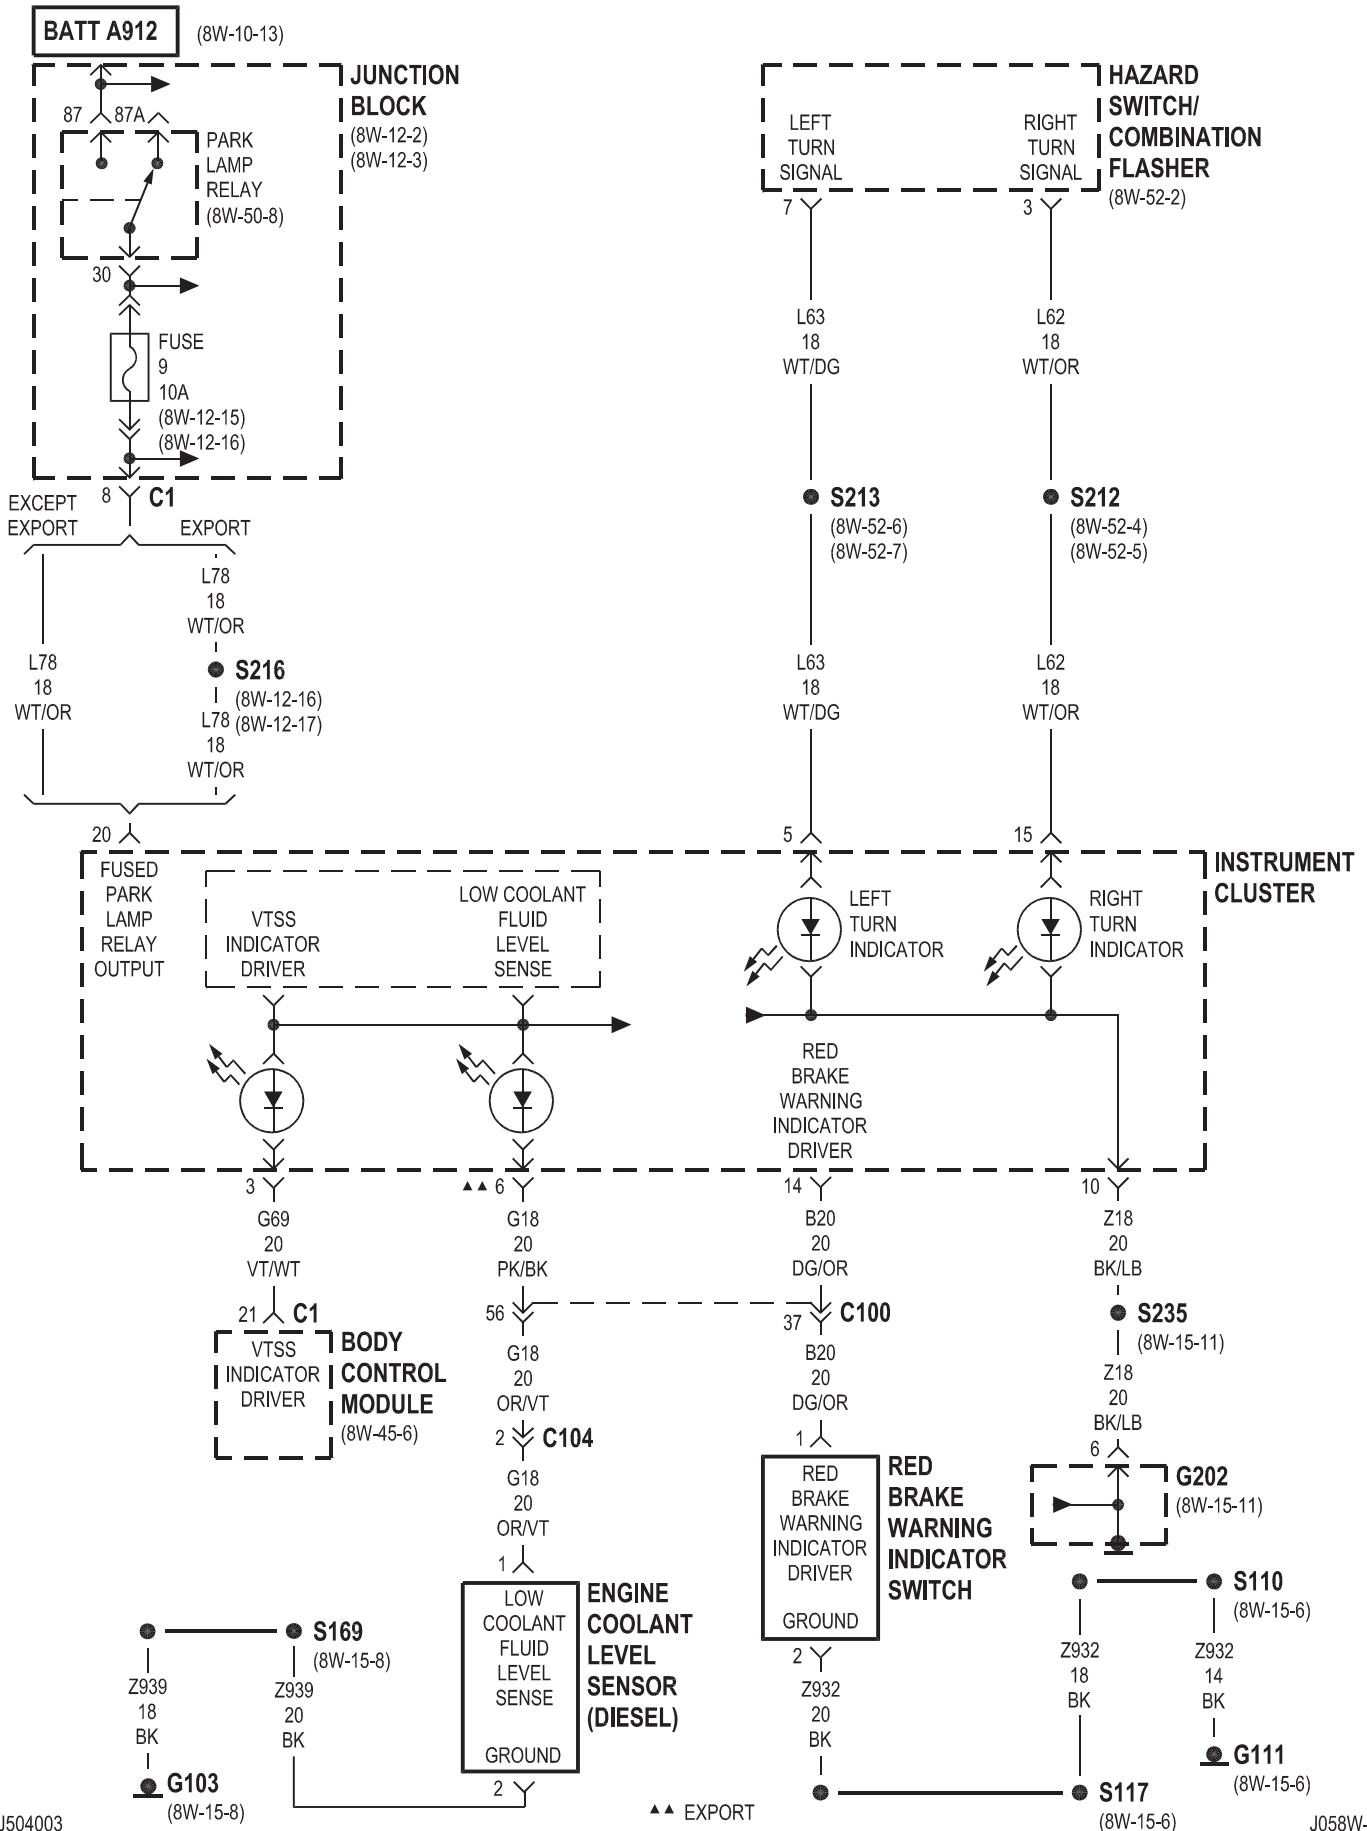 BATT A912
(8W-10-13)
JUNCTION
BLOCK
(8W-12-2)
(8W-12-3)
87
87A
PARK
LAMP
RELAY
(8W-50-8)
30
FUSE
9
10A
(8W-12-15)
(8W-12-16)
8
C1
EXCEPT
EXPORT
EXPORT
L78
18
WT/OR
S216
(8W-12-16)
(8W-12-17)
L78
18
WT/OR
L78
18
WT/OR
20
HAZARD
SWITCH/
COMBINATION
FLASHER
(8W-52-2)
LEFT
TURN
SIGNAL
RIGHT
TURN
SIGNAL
7
3
L63
18
WT/DG
L62
18
WT/OR
S213
(8W-52-6)
(8W-52-7)
S212
(8W-52-4)
(8W-52-5)
L63
18
WT/DG
L62
18
WT/OR
5
15
INSTRUMENT
CLUSTER
FUSED
PARK
LAMP
RELAY
OUTPUT
VTSS
INDICATOR
DRIVER
LOW COOLANT
FLUID
LEVEL
SENSE
LEFT
TURN
INDICATOR
RIGHT
TURN
INDICATOR
RED
BRAKE
WARNING
INDICATOR
DRIVER
3
▲▲ 6
14
10
G69
20
VT/WT
G18
20
PK/BK
B20
20
DG/OR
Z18
20
BK/LB
21
C1
56
37
C100
S235
(8W-15-11)
VTSS
INDICATOR
DRIVER
BODY
CONTROL
MODULE
(8W-45-6)
G18
20
OR/VT
B20
20
DG/OR
Z18
20
BK/LB
2
C104
1
6
G18
20
OR/VT
RED
BRAKE
WARNING
INDICATOR
DRIVER
GROUND
RED
BRAKE
WARNING
INDICATOR
SWITCH
G202
(8W-15-11)
1
LOW
COOLANT
FLUID
LEVEL
SENSE
GROUND
ENGINE
COOLANT
LEVEL
SENSOR
(DIESEL)
S110
(8W-15-6)
S169
(8W-15-8)
2
Z939
18
BK
Z939
20
BK
Z932
20
BK
Z932
18
BK
Z932
14
BK
G103
(8W-15-8)
2
G111
(8W-15-6)
S117
(8W-15-6)
▲▲ EXPORT
J504003
J058W-